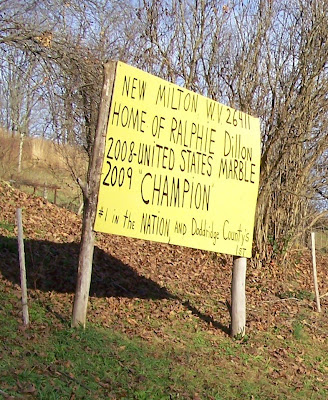 NEW MILTON W.V 26411
HOME OF RALPHIE DILLON
2008-UNITED STATES MARBLE
2009 "CHAMPION"
#1 in the NATION, AND Doddridge County's
1st